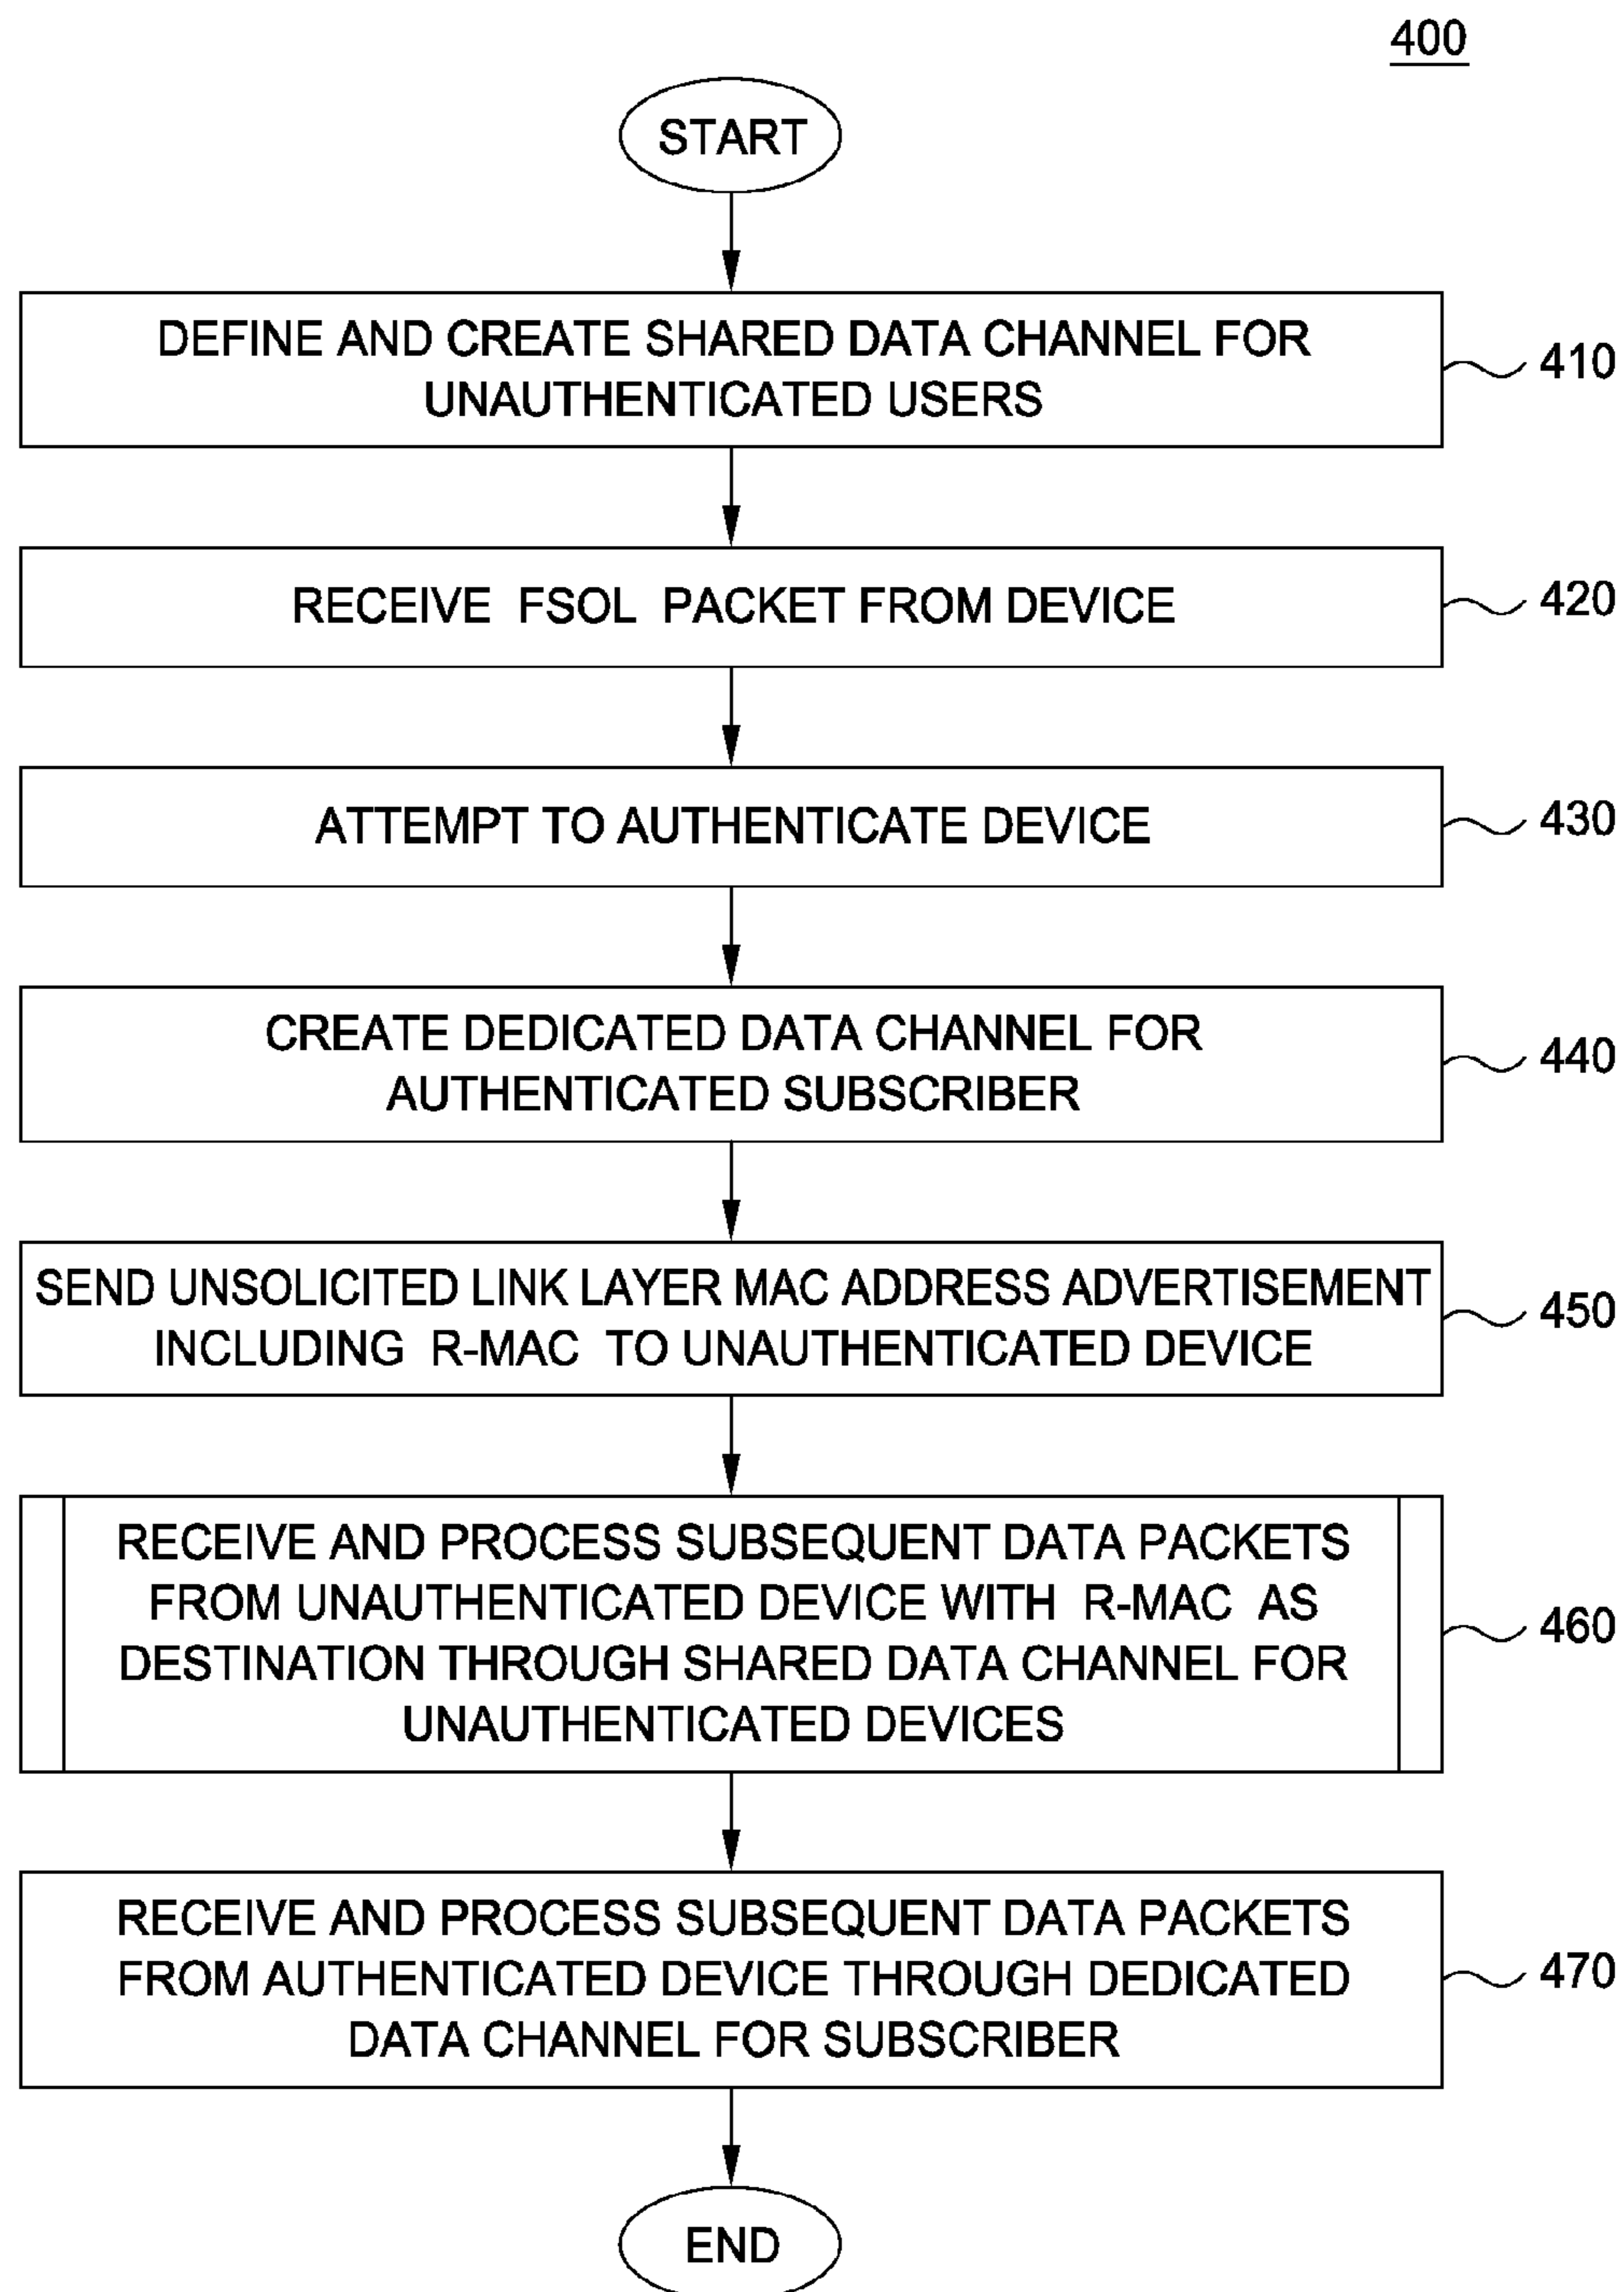 400
START
DEFINE AND CREATE SHARED DATA CHANNEL FOR
UNAUTHENTICATED USERS
410
RECEIVE FSOL PACKET FROM DEVICE
420
ATTEMPT TO AUTHENTICATE DEVICE
430
CREATE DEDICATED DATA CHANNEL FOR
AUTHENTICATED SUBSCRIBER
440
SEND UNSOLICITED LINK LAYER MAC ADDRESS ADVERTISEMENT
INCLUDING R-MAC TO UNAUTHENTICATED DEVICE
450
RECEIVE AND PROCESS SUBSEQUENT DATA PACKETS
FROM UNAUTHENTICATED DEVICE WITH R-MAC AS
DESTINATION THROUGH SHARED DATA CHANNEL FOR
UNAUTHENTICATED DEVICES
460
RECEIVE AND PROCESS SUBSEQUENT DATA PACKETS
FROM AUTHENTICATED DEVICE THROUGH DEDICATED
DATA CHANNEL FOR SUBSCRIBER
470
END